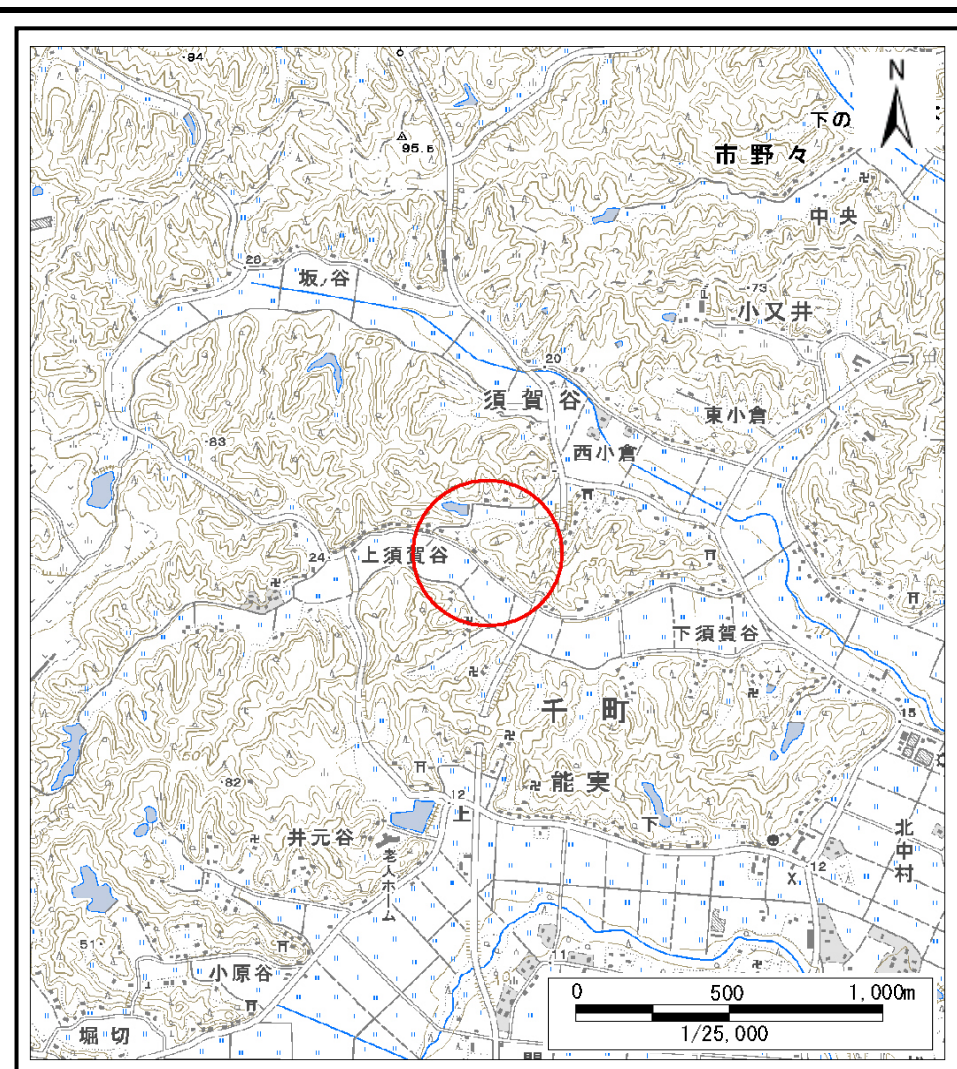 ・84
N
下の
95.5
市野々
中央
28
坂ノ谷
・73
小又井
20
須賀谷
東小倉
・83
西小倉
24
上須賀谷
下須賀谷
千町
15
能実
・82
12
上
下
井元谷
老人ホーム
北中村
12
X
51
11
小原谷
堀切
0 500 1,000m
1/25,000